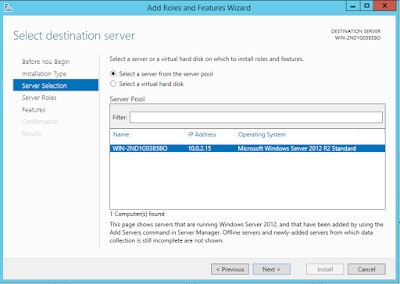 Add Roles and Features Wizard
Select destination server
DESTINATION SERVER
WIN-2ND1G03B5BO
Before You Begin
Installation Type
Server Selection
Server Roles
Features
Confirmation
Results
Select a server or a virtual hard disk on which to install roles and features.
Select a server from the server pool
Select a virtual hard disk
Server Pool
Filter:
Name IP Address Operating System
WIN-2ND1G03B5BO 10.0.2.15 Microsoft Windows Server 2012 R2 Standard
1 Computer(s) found
This page shows servers that are running Windows Server 2012, and that have been added by using the
Add Servers command in Server Manager. Offline servers and newly-added servers from which data
collection is still incomplete are not shown.
< Previous Next > Install Cancel